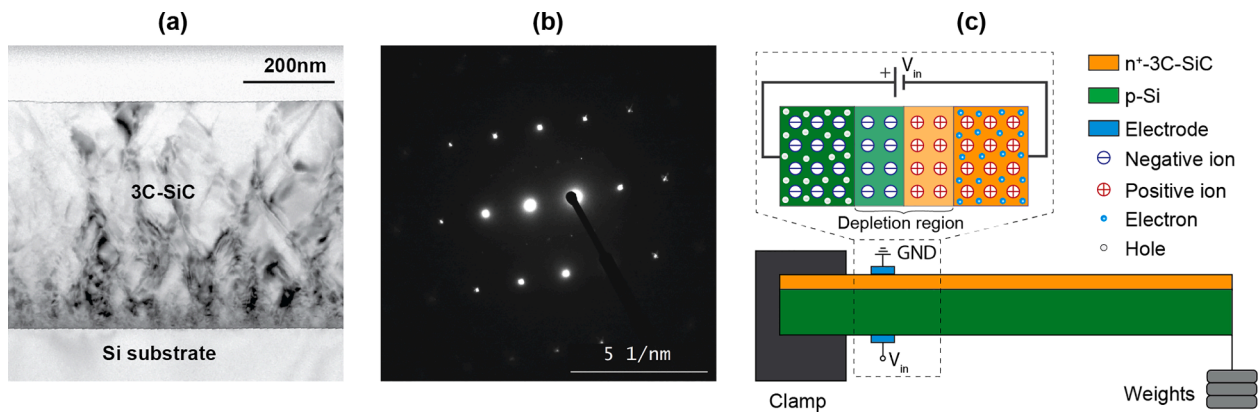 (a)
(b)
(c)
200nm
3C-SiC
Si substrate
5 1/nm
+
V_in
Depletion region
GND
V_in
Clamp
Weights
n⁺-3C-SiC
p-Si
Electrode
Negative ion
Positive ion
Electron
Hole